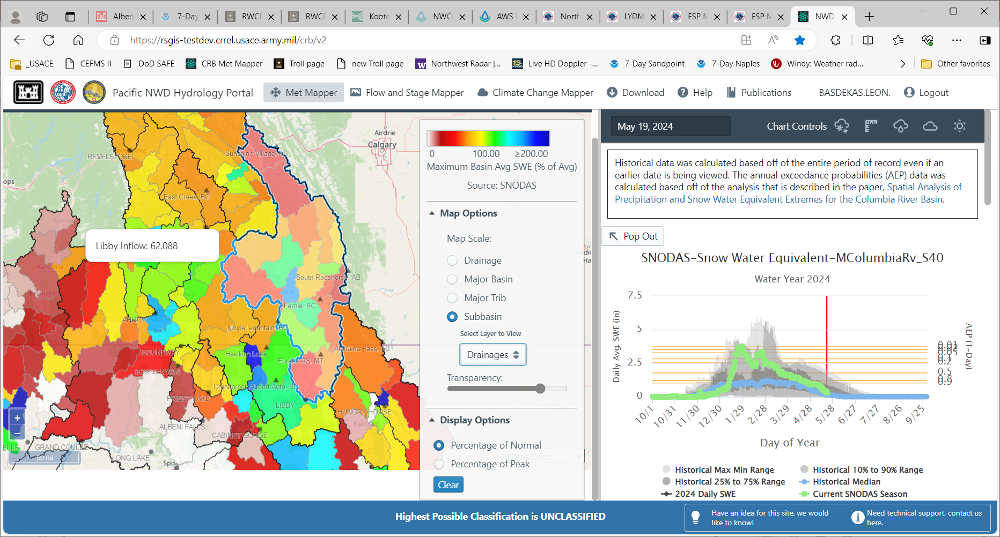 Alben
7-Day
RWCD
RWCD
Koote
NWCC
AWS
North
LYDM
ESP M
ESP M
NWD
https://rsgis-testdev.crrel.usace.army.mil/crb/v2
_USACE
CEFMS II
DoD SAFE
CRB Met Mapper
Troll page
new Troll page
Northwest Radar |...
Live HD Doppler -...
7-Day Sandpoint
7-Day Naples
Windy: Weather rad...
Other favorites
Pacific NWD Hydrology Portal
Met Mapper
Flow and Stage Mapper
Climate Change Mapper
Download
Help
Publications
BASDEKAS.LEON.
Logout
Airdrie
Calgary
Sunshine Village, AB
REVELSTOKE
ops
East Creek, BC
Vernon
Libby Inflow: 62.088
Kelowna
Kimberley
South Racehorse, AB
Penticton
Nelson
Cranbrook
Fernie, BC
Castlegar
ARROW
Trail
Moyie Mountain, BC
BOUNDARY
Hawkins Lake
Akamina Pass, AB
Eureka RS, MT
BOX CANYON
Cranbrook Airport Auto, BC
PRIEST LAKE
LIBBY
HUNGRY HORSE
Kalispell
ALBENI FALLS
CABINET GORGE
ELLS
GRAND COULEE
LONG LAKE
Spo
50 mi
+
−
0
100.00
≥200.00
Maximum Basin Avg SWE (% of Avg)
Source: SNODAS
Map Options
Map Scale:
Drainage
Major Basin
Major Trib
Subbasin
Select Layer to View
Drainages
Transparency:
Display Options
Percentage of Normal
OpenStreetMap
Percentage of Peak
Clear
May 19, 2024
Chart Controls
Historical data was calculated based off of the entire period of record even if an
earlier date is being viewed. The annual exceedance probabilities (AEP) data was
calculated based off of the analysis that is described in the paper, Spatial Analysis of
Precipitation and Snow Water Equivalent Extremes for the Columbia River Basin.
Pop Out
SNODAS-Snow Water Equivalent-MColumbiaRv_S40
Water Year 2024
Daily Avg. SWE (in)
7.5
5
2.5
0
AEP (1-Day)
0.01
0.05
0.1
0.2
0.5
0.8
0.9
10/1
10/31
11/30
12/30
1/29
2/28
3/29
4/28
5/28
6/27
7/27
8/26
9/25
Day of Year
Historical Max Min Range
Historical 10% to 90% Range
Historical 25% to 75% Range
Historical Median
2024 Daily SWE
Current SNODAS Season
Highest Possible Classification is UNCLASSIFIED
Have an idea for this site, we would
like to know!
Need technical support, contact us
here.